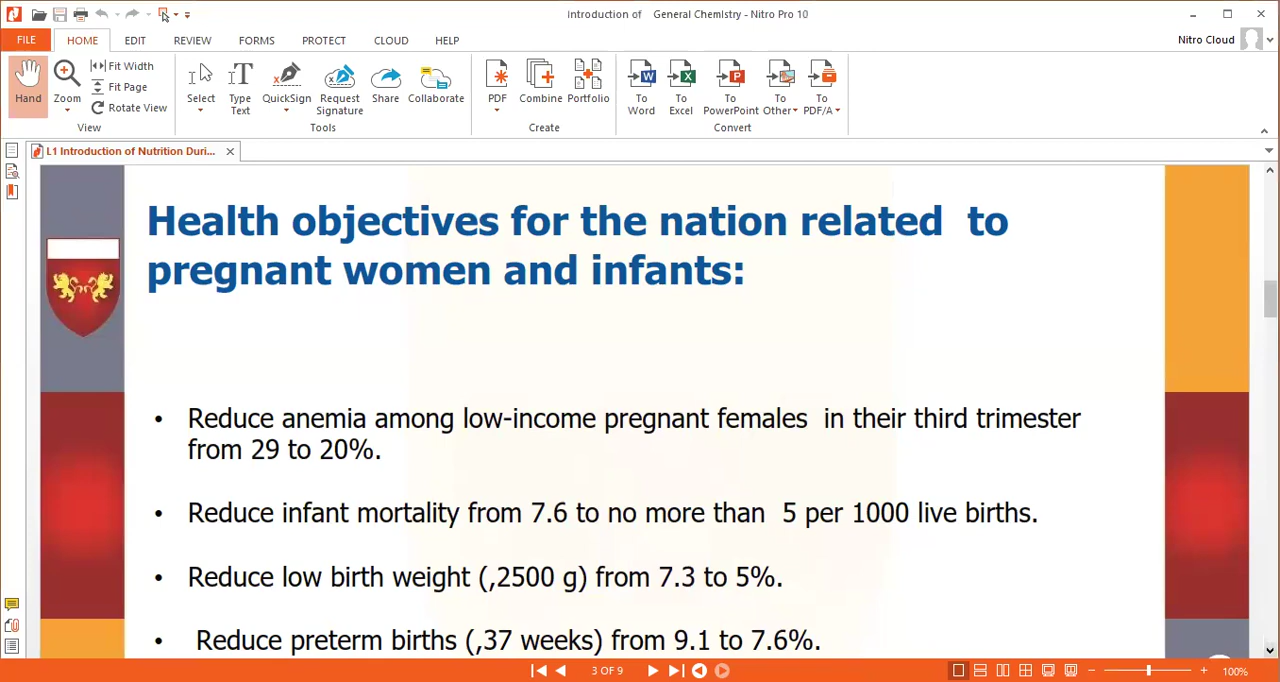 introduction of    General Chemistry - Nitro Pro 10
Nitro Cloud
FILE HOME EDIT REVIEW FORMS PROTECT CLOUD HELP
Hand
Zoom
Fit Width
Fit Page
Rotate View
View
Select
Type Text
QuickSign
Request Signature
Share
Collaborate
Tools
PDF
Combine
Portfolio
Create
To Word
To Excel
To PowerPoint
To Other
To PDF/A
Convert
L1 Introduction of Nutrition Duri...
Health objectives for the nation related  to
pregnant women and infants:
• Reduce anemia among low-income pregnant females  in their third trimester
from 29 to 20%.
• Reduce infant mortality from 7.6 to no more than  5 per 1000 live births.
• Reduce low birth weight (,2500 g) from 7.3 to 5%.
• Reduce preterm births (,37 weeks) from 9.1 to 7.6%.
3 OF 9
100%